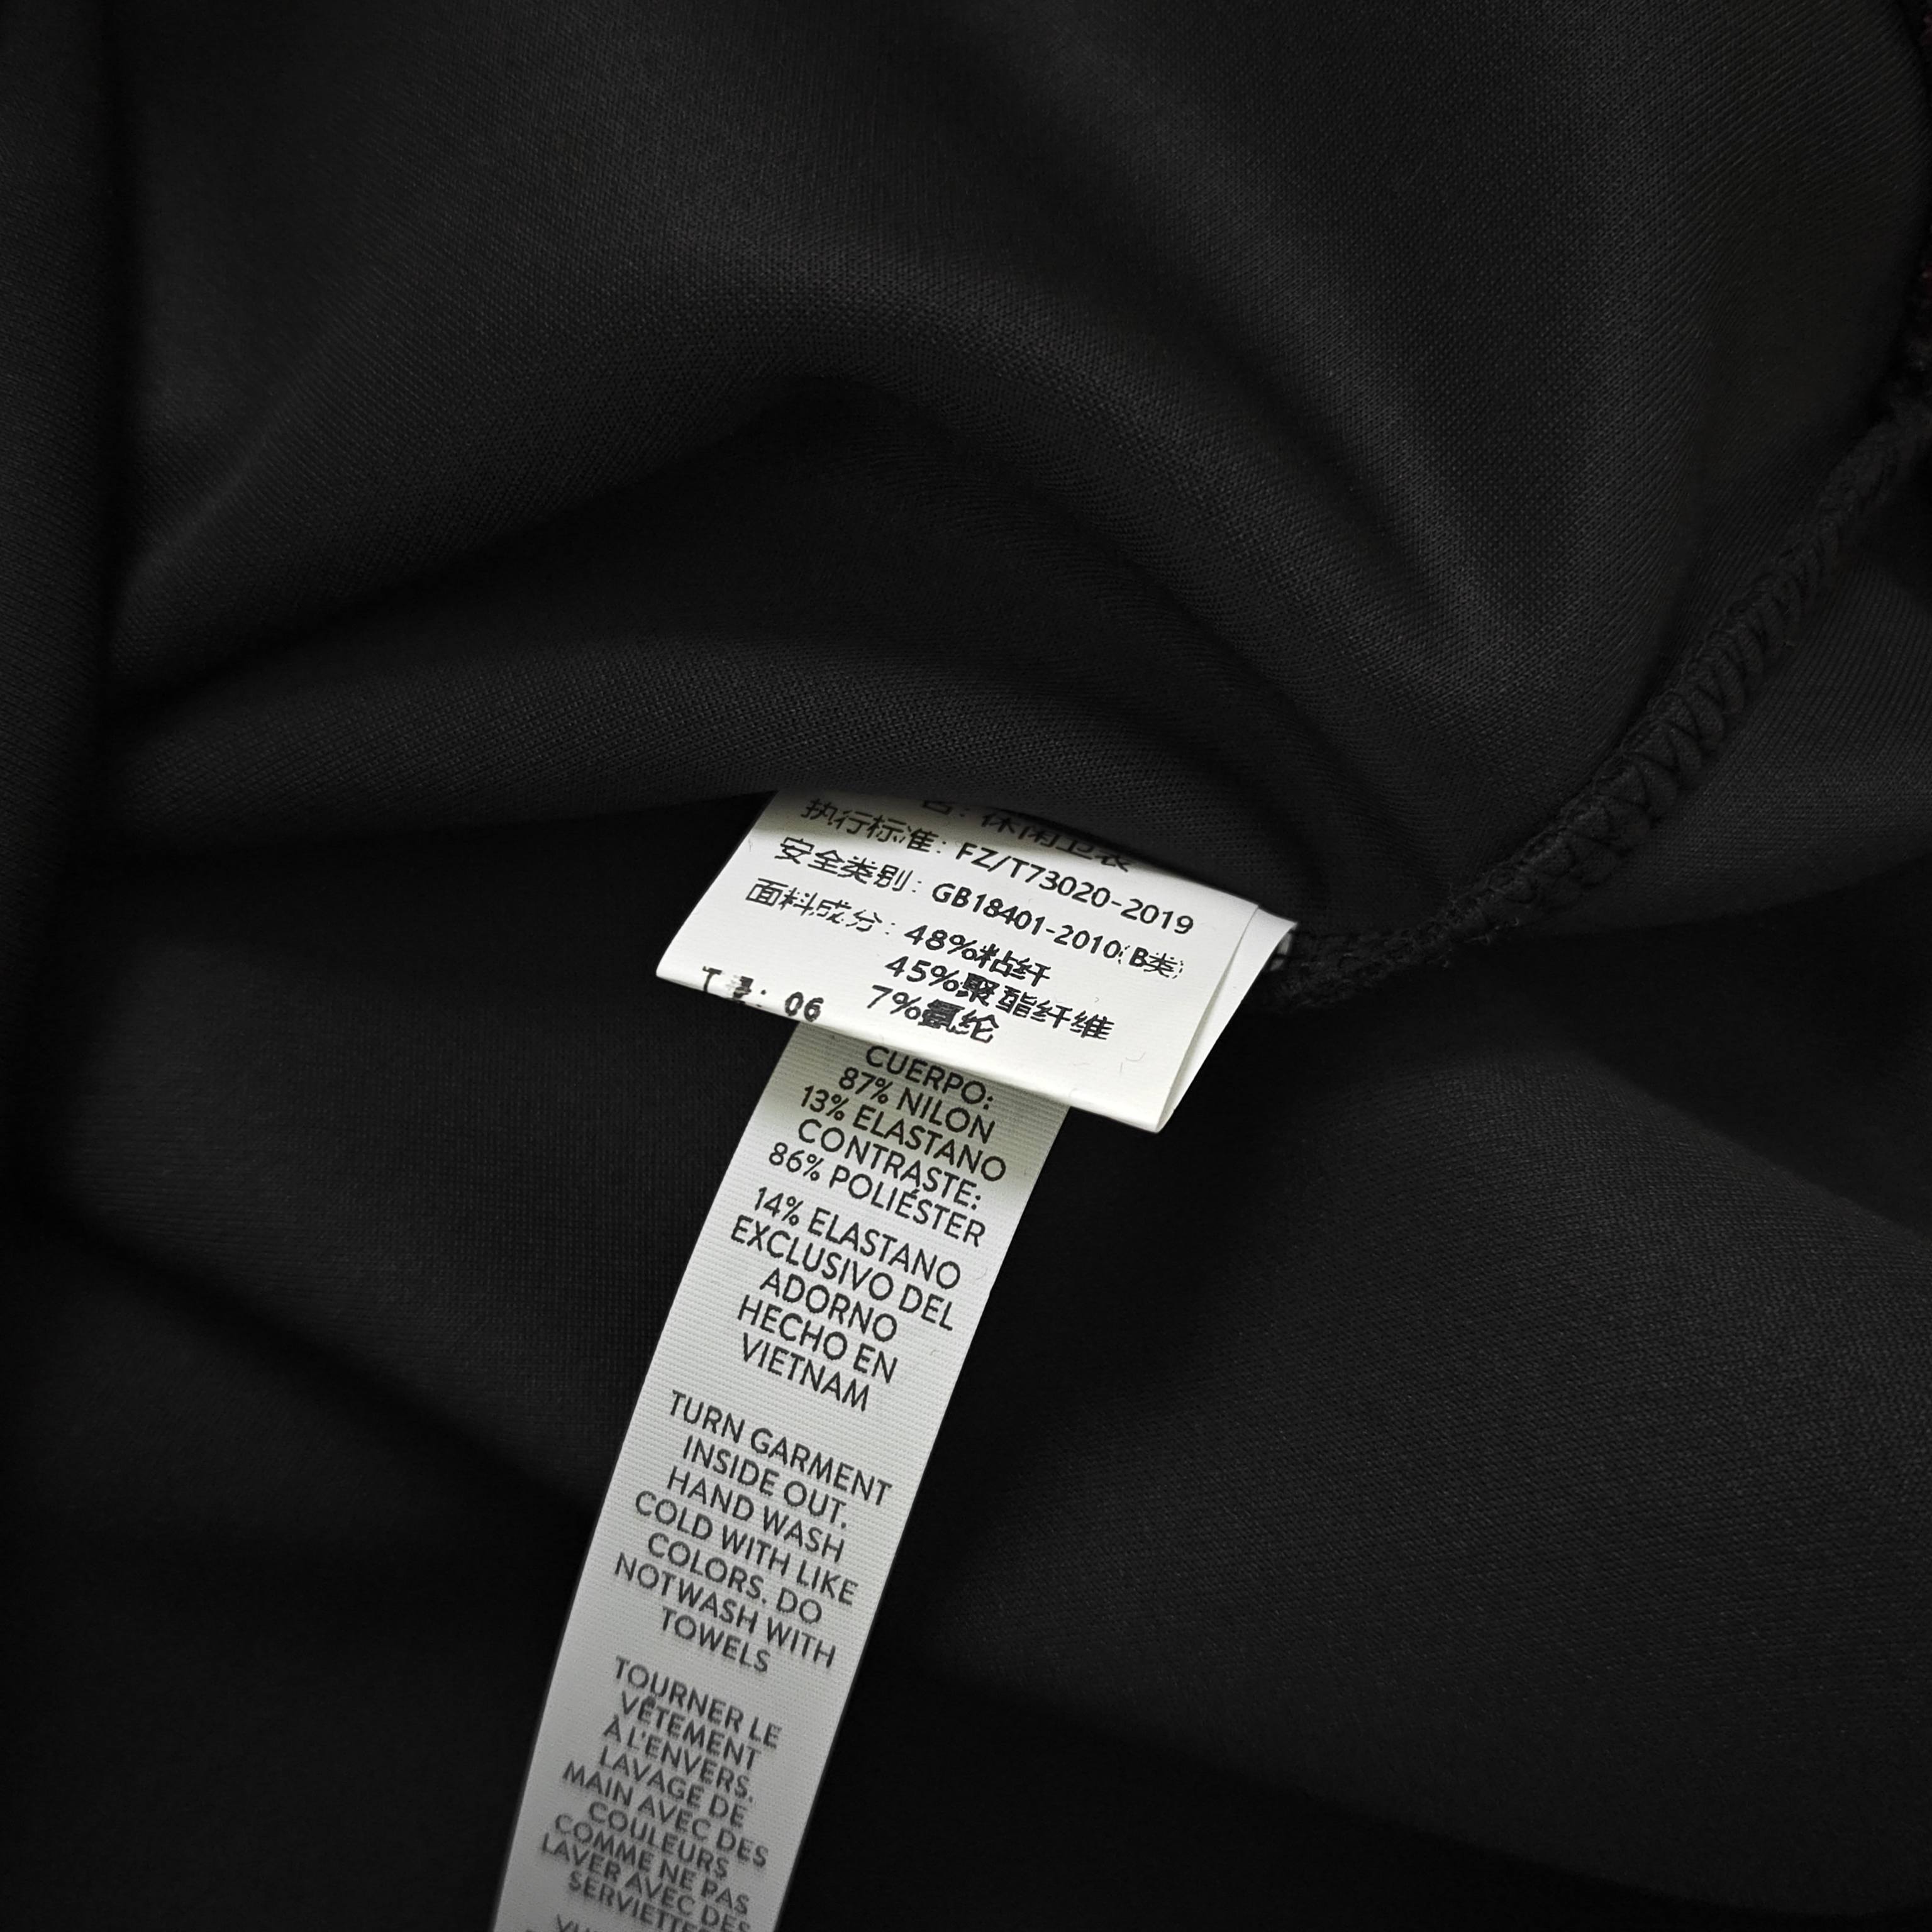 名: 休闲卫衣
执行标准: FZ/T73020-2019
安全类别: GB18401-2010(B类)
面料成分: 48%粘纤
45%聚酯纤维
7%氨纶
06
CUERPO:
87% NILON
13% ELASTANO
CONTRASTE:
86% POLIÉSTER
14% ELASTANO
EXCLUSIVO DEL
ADORNO
HECHO EN
VIETNAM
TURN GARMENT
INSIDE OUT.
HAND WASH
COLD WITH LIKE
COLORS. DO
NOTWASH WITH
TOWELS
TOURNER LE
VÊTEMENT
À L'ENVERS.
LAVAGE DE
MAIN AVEC DES
COULEURS
COMME NE PAS
LAVER AVEC DES
SERVIETTES DES